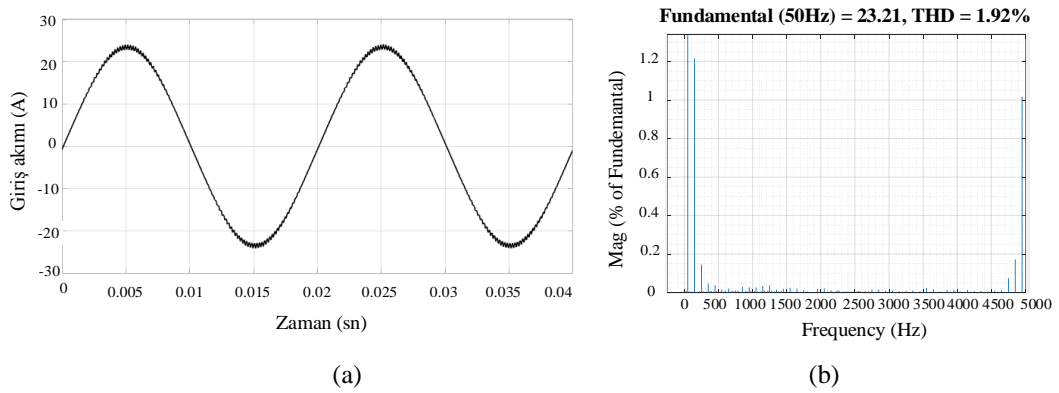 Giriş akımı (A)
30
20
10
0
-10
-20
-30
0 0.005 0.01 0.015 0.02 0.025 0.03 0.035 0.04
Zaman (sn)
(a)
Fundamental (50Hz) = 23.21, THD = 1.92%
Mag (% of Fundemantal)
1.2
1
0.8
0.6
0.4
0.2
0
0 500 1000 1500 2000 2500 3000 3500 4000 4500 5000
Frequency (Hz)
(b)